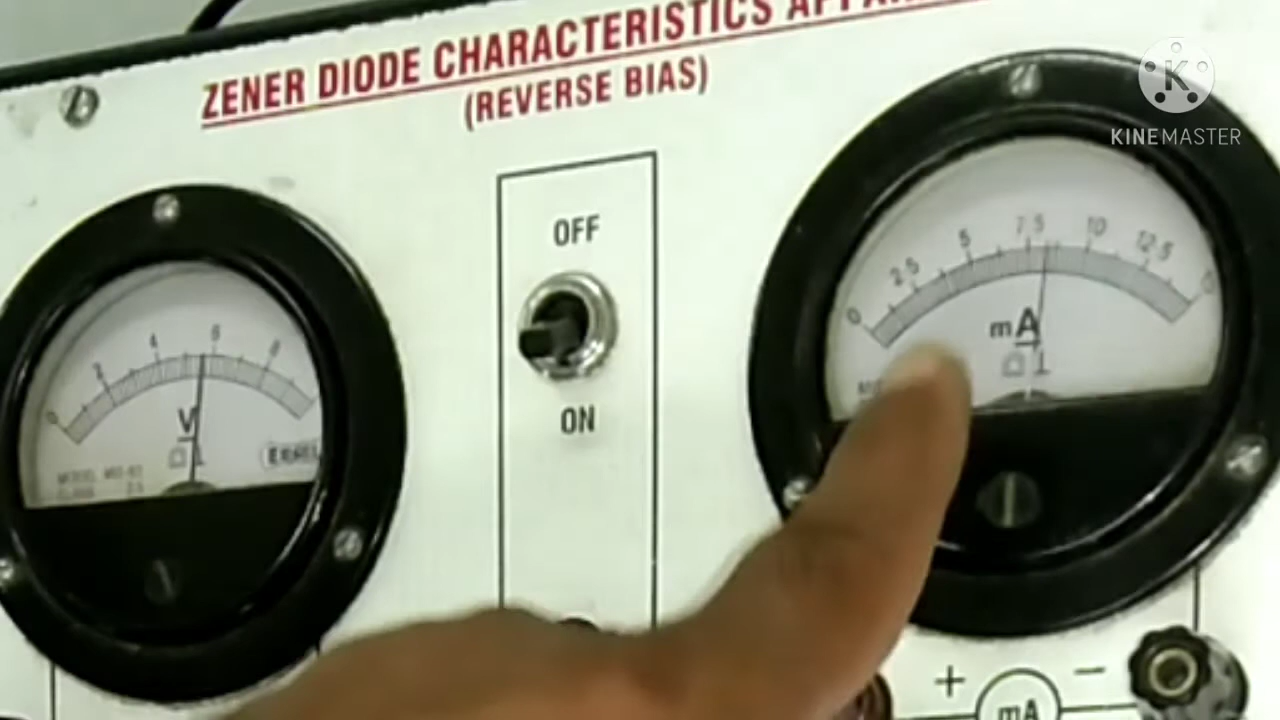 ZENER DIODE CHARACTERISTICS
(REVERSE BIAS)
KINEMASTER
OFF
ON
0 2 4 6 8
V
0 2.5 5 7.5 10 12.5
mA
+ mA −